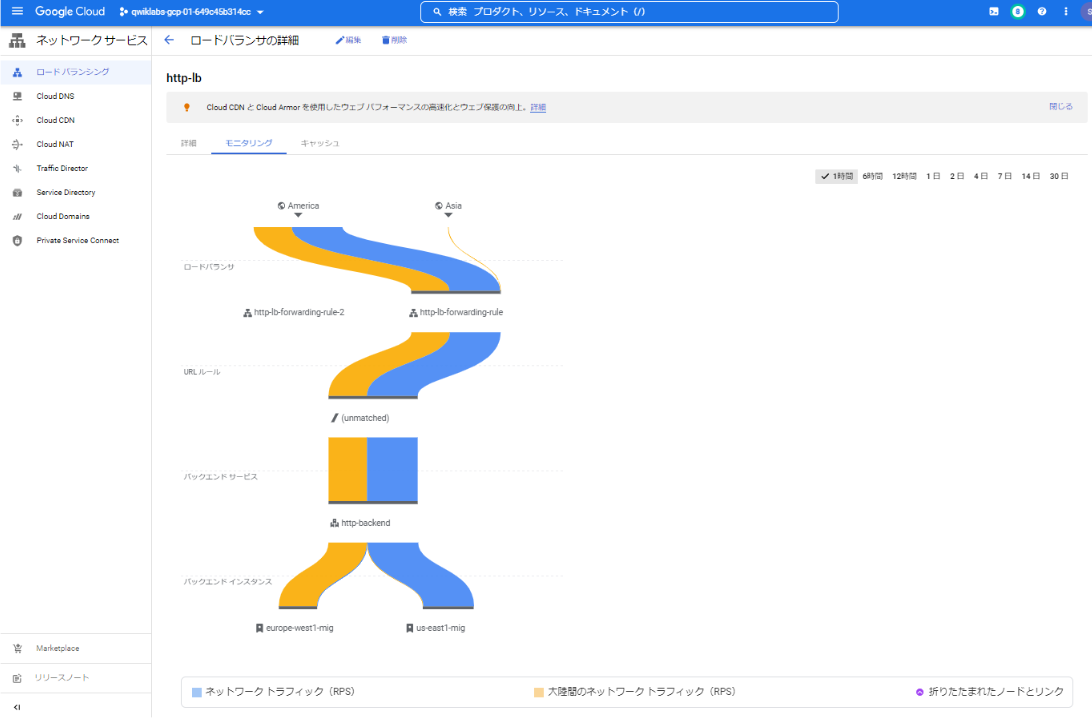 Google Cloud qwiklabs-gcp-01-649c45b314cc 検索 プロダクト、リソース、ドキュメント (/) 8
ネットワーク サービス ロードバランサの詳細 編集 削除
ロード バランシング
Cloud DNS
Cloud CDN
Cloud NAT
Traffic Director
Service Directory
Cloud Domains
Private Service Connect
Marketplace
リリースノート
http-lb
Cloud CDN と Cloud Armor を使用したウェブ パフォーマンスの高速化とウェブ保護の向上。詳細 閉じる
詳細 モニタリング キャッシュ
1時間 6時間 12時間 1 日 2 日 4 日 7 日 14 日 30 日
America Asia
ロードバランサ
http-lb-forwarding-rule-2 http-lb-forwarding-rule
URL ルール
(unmatched)
バックエンド サービス
http-backend
バックエンド インスタンス
europe-west1-mig us-east1-mig
ネットワーク トラフィック（RPS） 大陸間のネットワーク トラフィック（RPS） 折りたたまれたノードとリンク